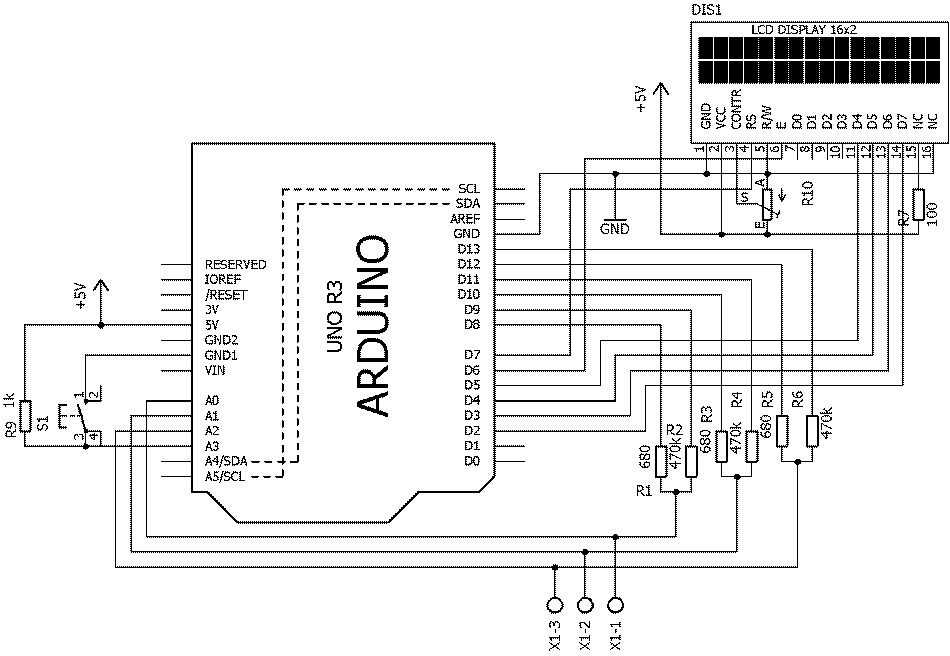 DIS1
LCD DISPLAY 16x2
GND
VCC
CONTR
RS
R/W
E
D0
D1
D2
D3
D4
D5
D6
D7
NC
NC
1
2
3
4
5
6
7
8
9
10
11
12
13
14
15
16
+5V
GND
A
S
E
R10
R7
100
UNO R3
ARDUINO
RESERVED
IOREF
/RESET
3V
5V
GND2
GND1
VIN
A0
A1
A2
A3
A4/SDA
A5/SCL
SCL
SDA
AREF
GND
D13
D12
D11
D10
D9
D8
D7
D6
D5
D4
D3
D2
D1
D0
+5V
R9
1k
S1
1
2
3
4
R1
680
R2
470k
R3
680
R4
470k
R5
680
R6
470k
X1-3
X1-2
X1-1